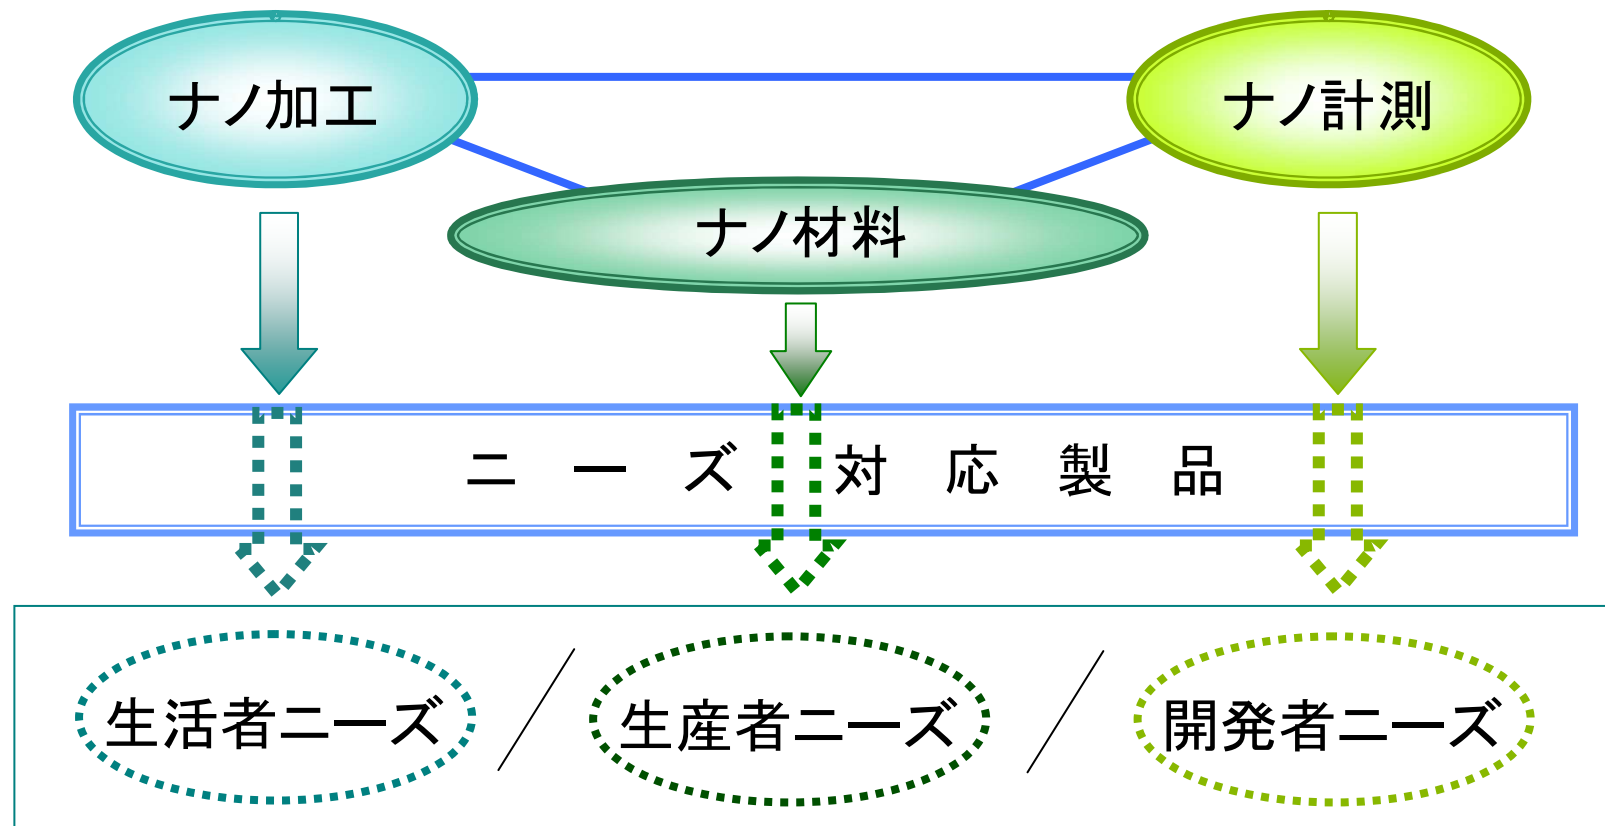 ナノ加工
ナノ計測
ナノ材料
ニーズ対応製品
生活者ニーズ
生産者ニーズ
開発者ニーズ